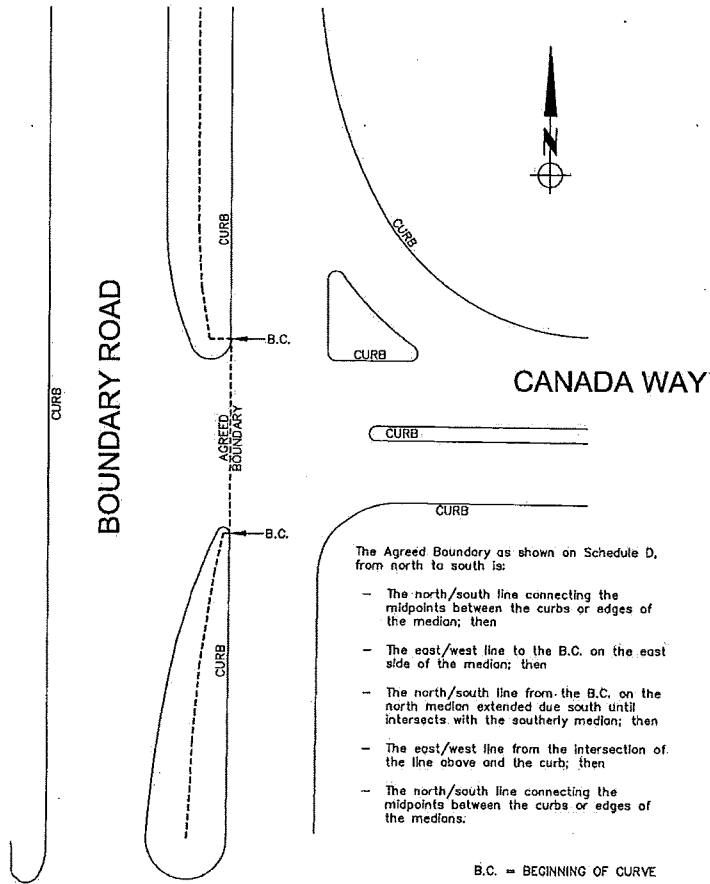 N
CURB
CURB
BOUNDARY ROAD
B.C.
CURB
CANADA WAY
CURB
AGREED
BOUNDARY
CURB
CURB
B.C.
CURB
The Agreed Boundary as shown on Schedule D,
from north to south is:
– The north/south line connecting the
midpoints between the curbs or edges of
the median; then
– The east/west line to the B.C. on the east
side of the median; then
– The north/south line from the B.C. on the
north median extended due south until
intersects with the southerly median; then
– The east/west line from the intersection of
the line above and the curb; then
– The north/south line connecting the
midpoints between the curbs or edges of
the medians.
B.C. = BEGINNING OF CURVE